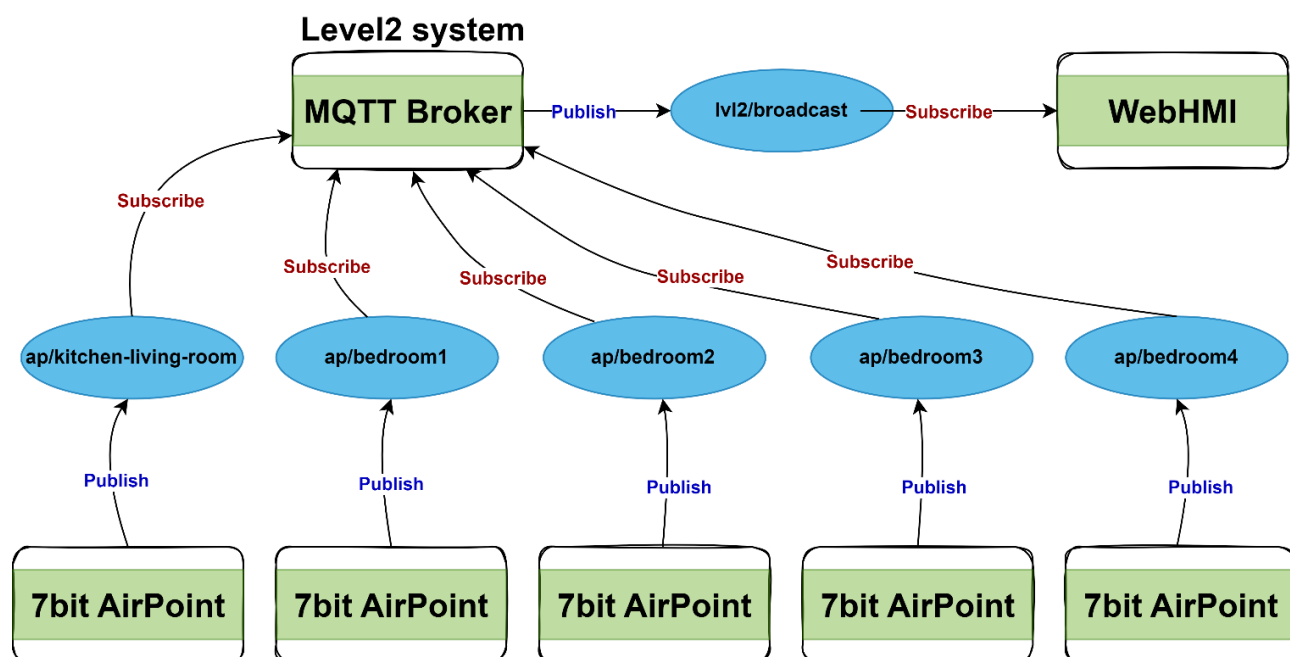 Level2 system
MQTT Broker
Publish
lvl2/broadcast
Subscribe
WebHMI
Subscribe
Subscribe
Subscribe
Subscribe
Subscribe
ap/kitchen-living-room
ap/bedroom1
ap/bedroom2
ap/bedroom3
ap/bedroom4
Publish
Publish
Publish
Publish
Publish
7bit AirPoint
7bit AirPoint
7bit AirPoint
7bit AirPoint
7bit AirPoint